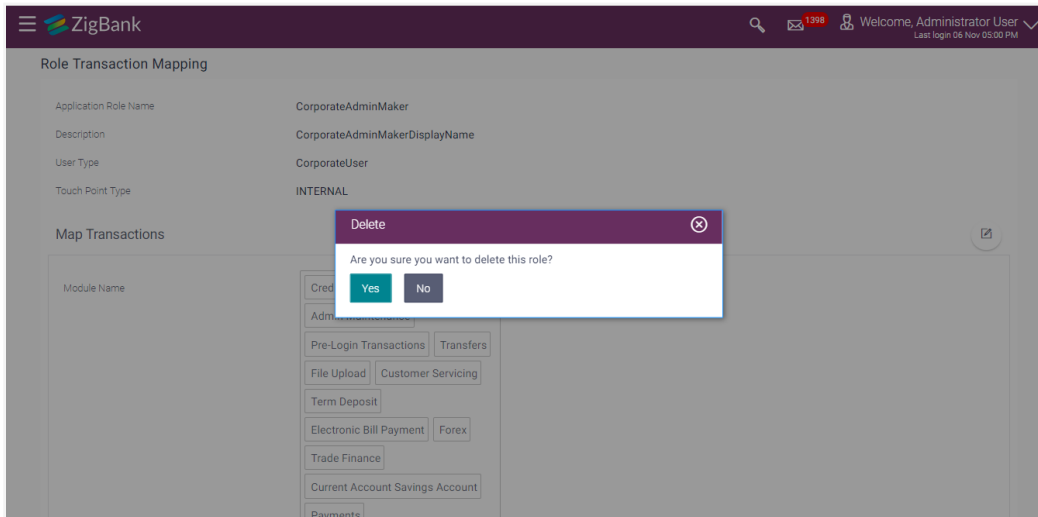 ZigBank
1398
Welcome, Administrator User
Last login 06 Nov 05:00 PM
Role Transaction Mapping
Application Role Name CorporateAdminMaker
Description CorporateAdminMakerDisplayName
User Type CorporateUser
Touch Point Type INTERNAL
Delete
Are you sure you want to delete this role?
Yes No
Map Transactions
Module Name
Pre-Login Transactions Transfers
File Upload Customer Servicing
Term Deposit
Electronic Bill Payment Forex
Trade Finance
Current Account Savings Account
Payments